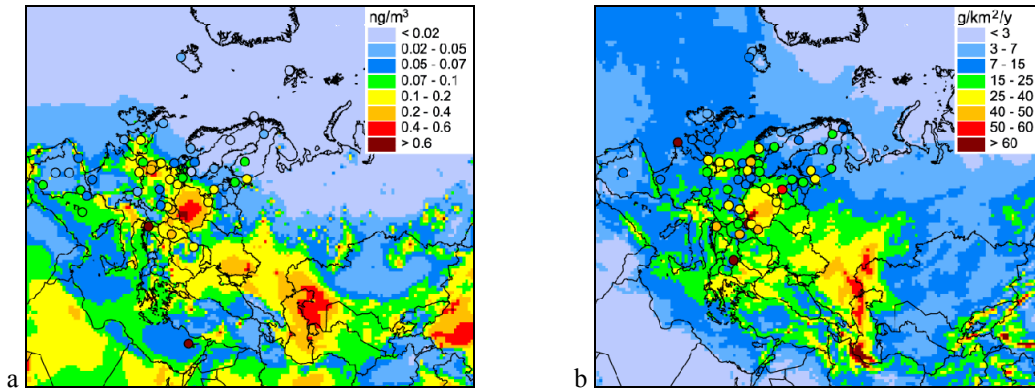 ng/m³
< 0.02
0.02 - 0.05
0.05 - 0.07
0.07 - 0.1
0.1 - 0.2
0.2 - 0.4
0.4 - 0.6
> 0.6
a
g/km²/y
< 3
3 - 7
7 - 15
15 - 25
25 - 40
40 - 50
50 - 60
> 60
b